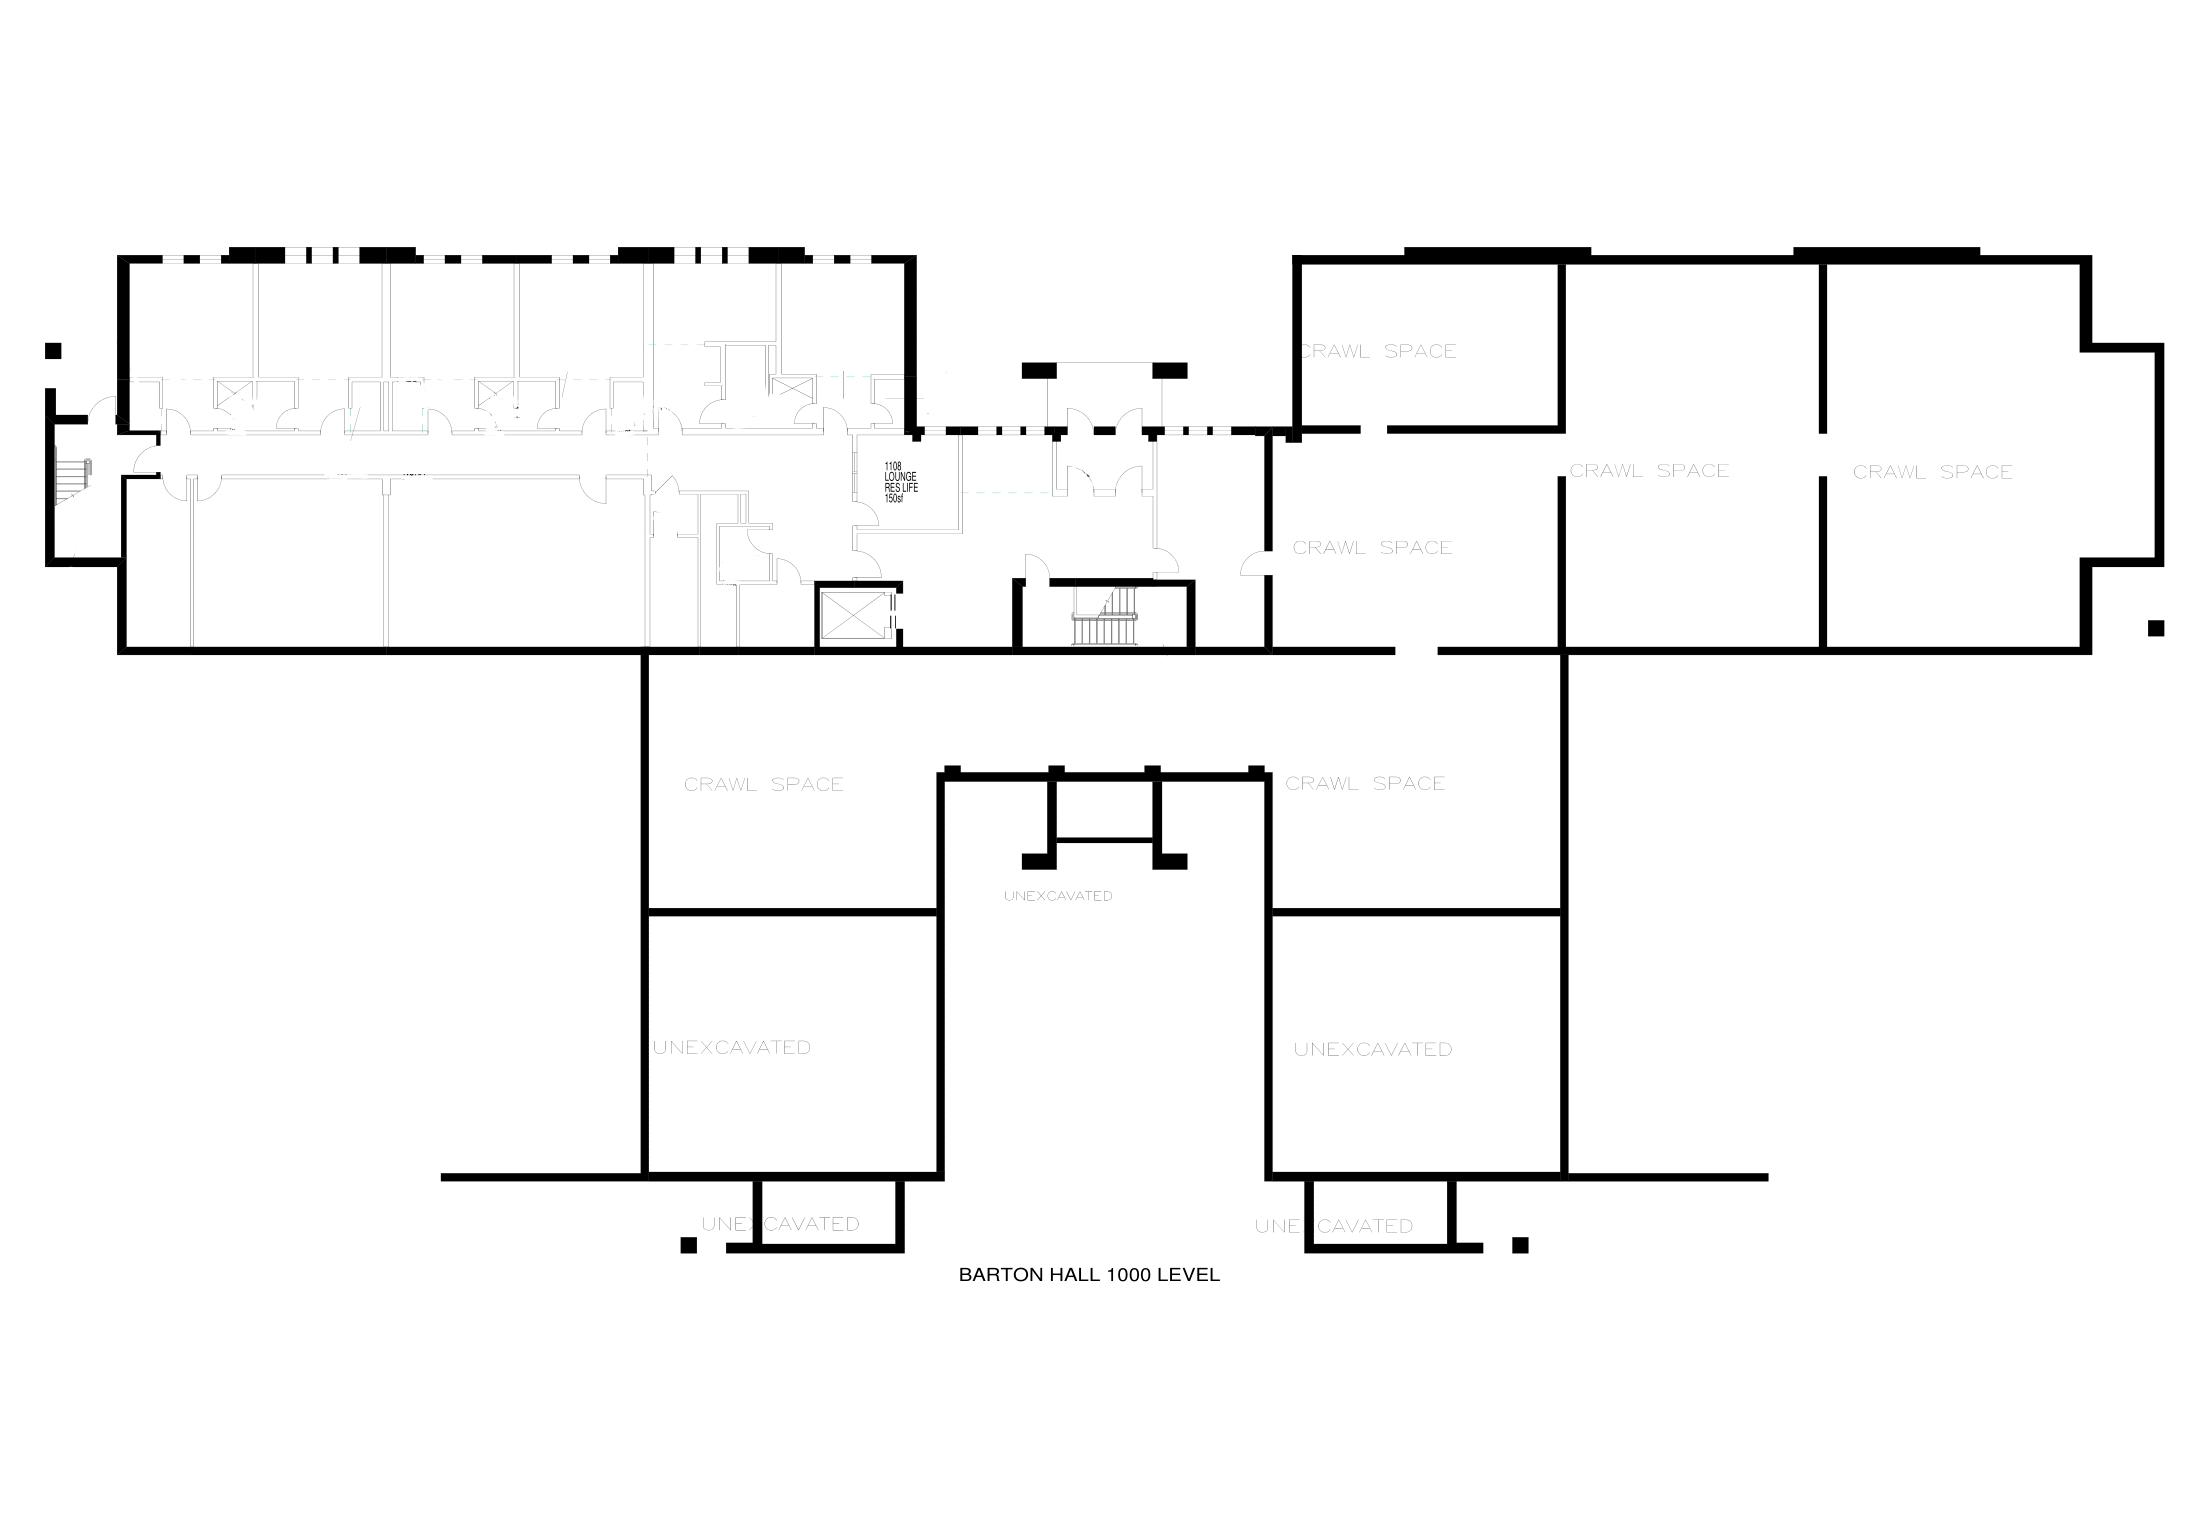 CRAWL SPACE
1108
LOUNGE
RES LIFE
150sf
CRAWL SPACE
CRAWL SPACE
CRAWL SPACE
CRAWL SPACE
CRAWL SPACE
UNEXCAVATED
UNEXCAVATED
UNEXCAVATED
UNEXCAVATED
UNEXCAVATED
BARTON HALL 1000 LEVEL